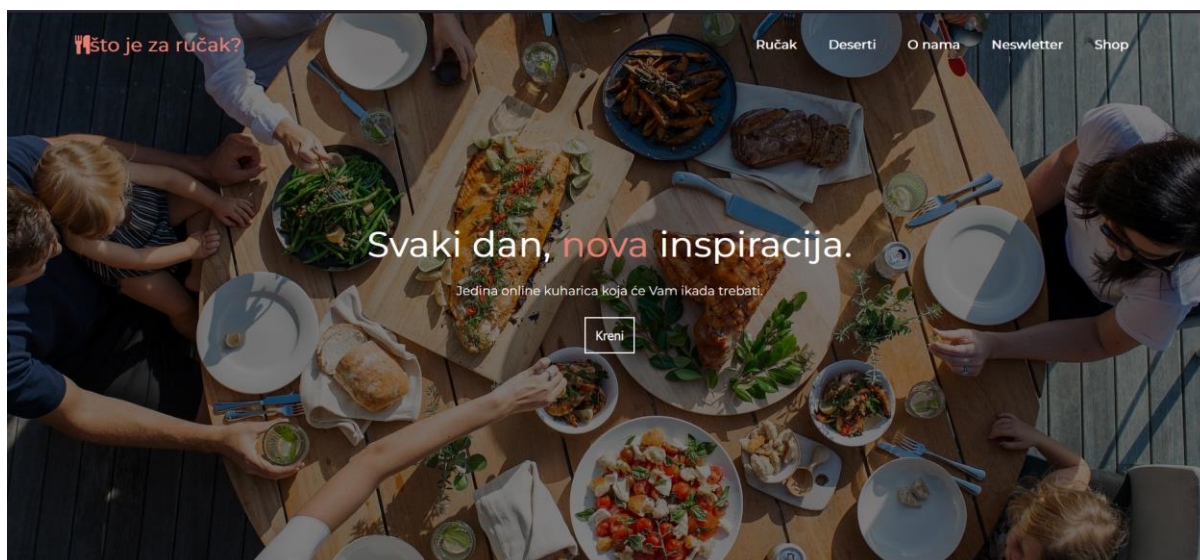 što je za ručak?
Ručak Deserti O nama Neswletter Shop
Svaki dan, nova inspiracija.
Jedina online kuharica koja će Vam ikada trebati.
Kreni